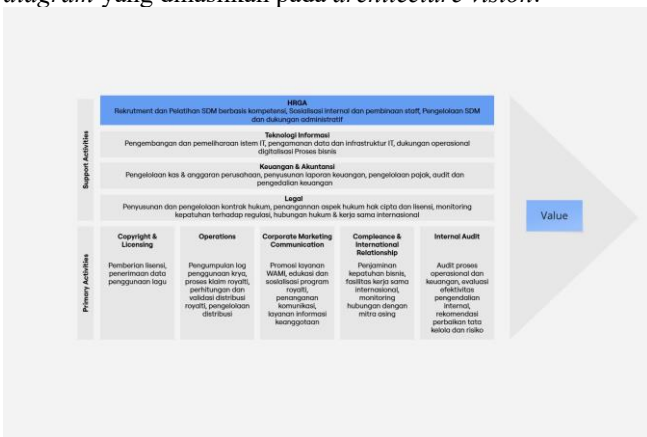 diagram yang dihasilkan pada architecture vision.
HRGA
Rekrutment dan Pelatihan SDM berbasis kompetensi, Sosialisasi Internal dan pembinaan staff, Pengelolaan SDM
dan dukungan administratif
Teknologi Informasi
Pengembangan dan pemeliharaan istem IT, pengamanan data dan infrastruktur IT, dukungan operasional
digitalisasi Proses bisnis
Keuangan & Akuntansi
Pengelolaan kas & anggaran perusahaan, penyusunan laporan keuangan, pengelolaan pajak, audit dan
pengedalian keuangan
Legal
Penyusunan dan pengelolaan kontrak hukum, penangannan aspek hukum hak cipta dan lisensi, monitoring
kepatuhan terhadap regulasi, hubungan hukum & kerja sama internasional
Support Activities
Primary Activities
Copyright &
Licensing
Pemberian lisensi,
penerimaan data
penggunaan lagu
Operations
Pengumpulan log
penggunaan krya,
proses klaim royalti,
perhitungan dan
validasi distribusi
royalti, pengelolaan
distribusi
Corporate Marketing
Communication
Promosi layanan
WAMI, edukasi dan
sosialisasi program
royalti,
penanganan
komunikasi,
layanan informasi
keanggotaan
Compleance &
International
Relationship
Penjaminan
kepatuhan bisnis,
fasilitas kerja sama
internasional,
monitoring
hubungan dengan
mitra asing
Internal Audit
Audit proses
operasional dan
keuangan, evaluasi
efektivitas
pengendalian
internal,
rekomendasi
perbaikan tata
kelola dan risiko
Value